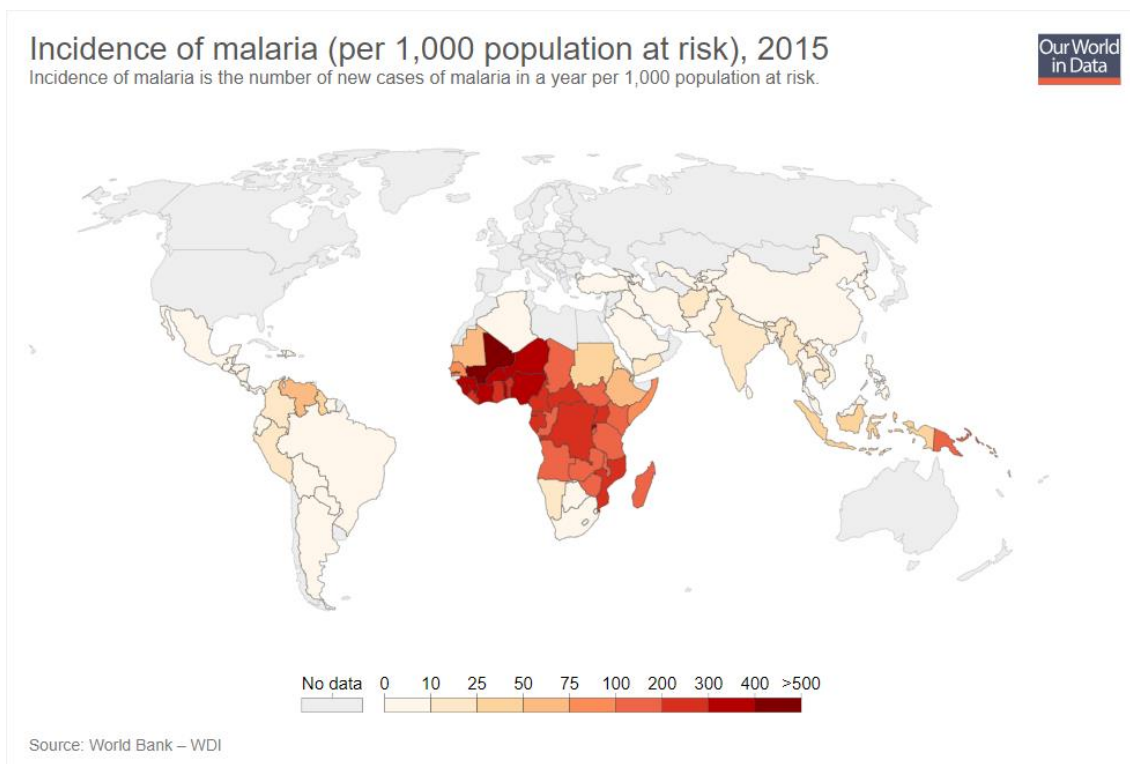 Incidence of malaria (per 1,000 population at risk), 2015
Incidence of malaria is the number of new cases of malaria in a year per 1,000 population at risk.
Our World
in Data
No data 0 10 25 50 75 100 200 300 400 >500
Source: World Bank – WDI